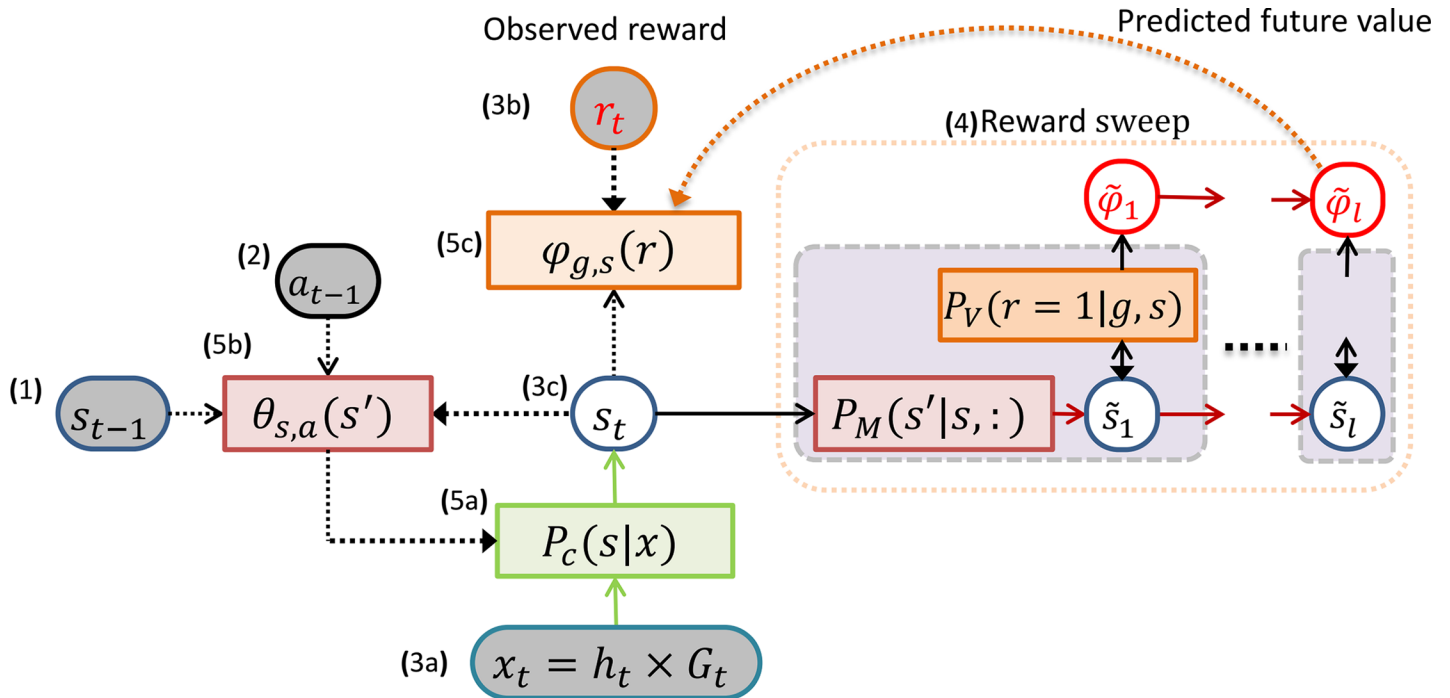 Observed reward
Predicted future value
(3b)
r_t
(4) Reward sweep
φ̃_1
φ̃_l
(5c)
φ_{g,s}(r)
(2)
a_{t−1}
P_V(r = 1|g, s)
(5b)
(1)
s_{t−1}
θ_{s,a}(s′)
(3c)
s_t
P_M(s′|s, :)
s̃_1
s̃_l
(5a)
P_c(s|x)
(3a)
x_t = h_t × G_t